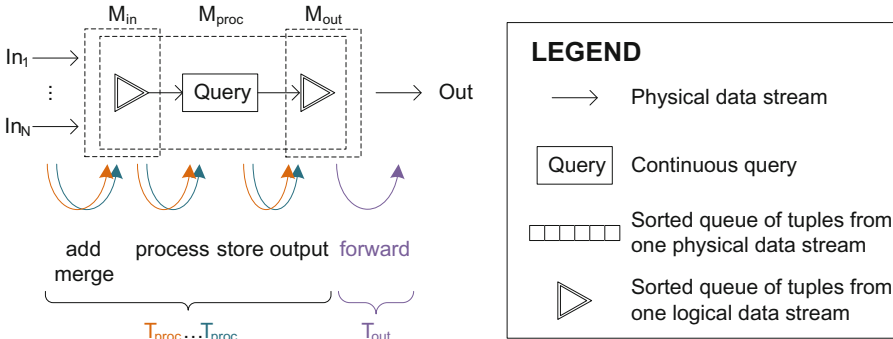 M_in M_proc M_out
In_1
⋮
In_N
Query
Out
add
merge
process store output forward
T_proc...T_proc T_out
LEGEND
Physical data stream
Query Continuous query
Sorted queue of tuples from
one physical data stream
Sorted queue of tuples from
one logical data stream